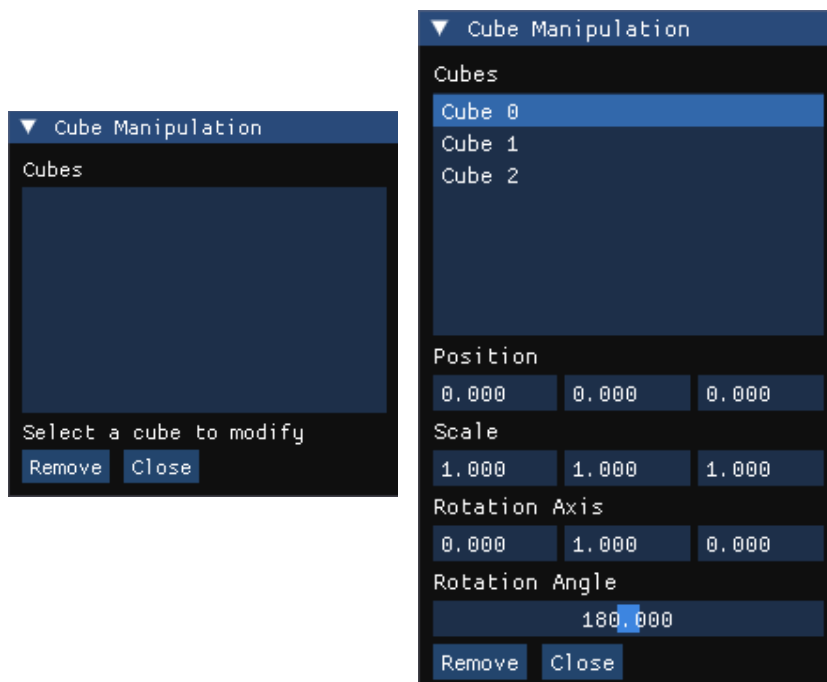 Cube Manipulation
Cubes
Select a cube to modify
Remove Close
Cube Manipulation
Cubes
Cube 0
Cube 1
Cube 2
Position
0.000 0.000 0.000
Scale
1.000 1.000 1.000
Rotation Axis
0.000 1.000 0.000
Rotation Angle
180.000
Remove Close